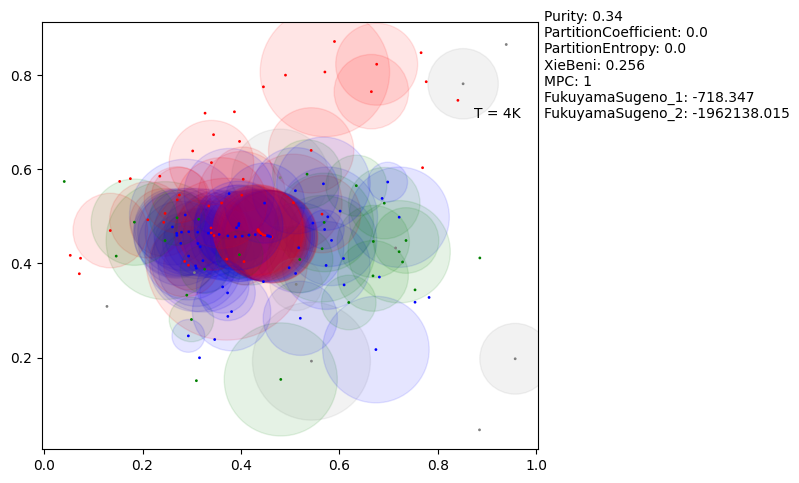 Purity: 0.34
PartitionCoefficient: 0.0
PartitionEntropy: 0.0
XieBeni: 0.256
MPC: 1
FukuyamaSugeno_1: -718.347
FukuyamaSugeno_2: -1962138.015
T = 4K
0.8
0.6
0.4
0.2
0.0
0.2
0.4
0.6
0.8
1.0